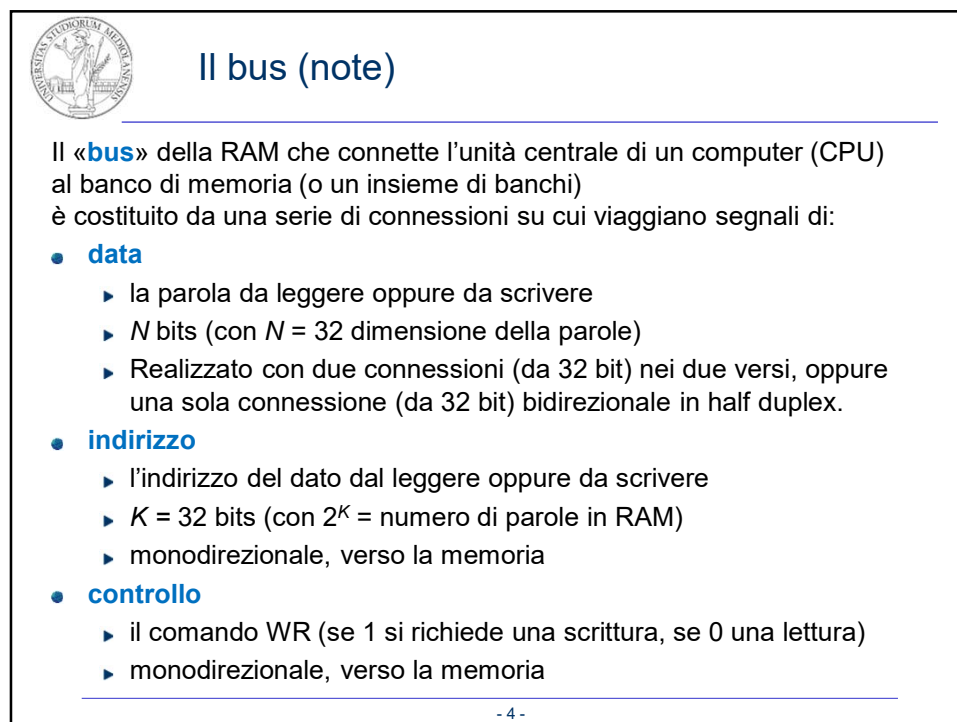 UNIVERSITAS STUDIORUM MEDIOLANENSIS
Il bus (note)
Il «bus» della RAM che connette l’unità centrale di un computer (CPU)
al banco di memoria (o un insieme di banchi)
è costituito da una serie di connessioni su cui viaggiano segnali di:
data
la parola da leggere oppure da scrivere
N bits (con N = 32 dimensione della parole)
Realizzato con due connessioni (da 32 bit) nei due versi, oppure
una sola connessione (da 32 bit) bidirezionale in half duplex.
indirizzo
l’indirizzo del dato dal leggere oppure da scrivere
K = 32 bits (con 2ᴷ = numero di parole in RAM)
monodirezionale, verso la memoria
controllo
il comando WR (se 1 si richiede una scrittura, se 0 una lettura)
monodirezionale, verso la memoria
- 4 -